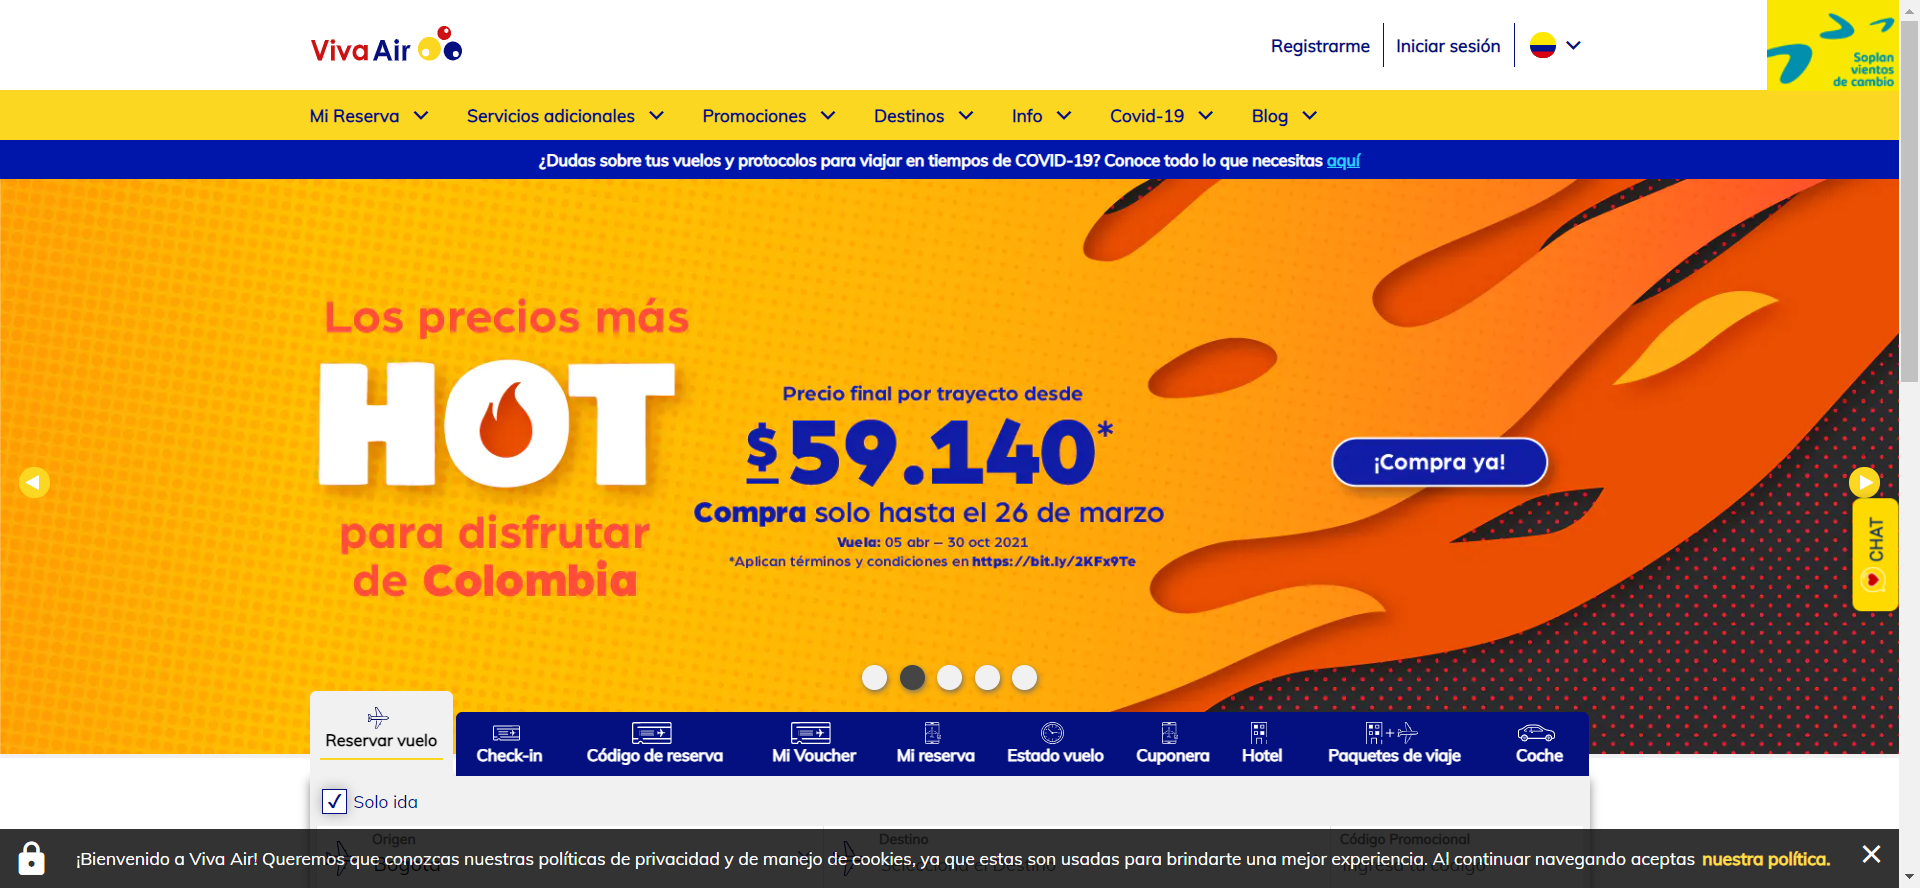 Viva Air
Registrarme
Iniciar sesión
Soplan
vientos
de cambio
Mi Reserva
Servicios adicionales
Promociones
Destinos
Info
Covid-19
Blog
¿Dudas sobre tus vuelos y protocolos para viajar en tiempos de COVID-19? Conoce todo lo que necesitas aquí
Los precios más
HOT
para disfrutar
de Colombia
Precio final por trayecto desde
$59.140*
Compra solo hasta el 26 de marzo
Vuela: 05 abr – 30 oct 2021
*Aplican términos y condiciones en https://bit.ly/2KFx9Te
¡Compra ya!
CHAT
Reservar vuelo
Check-in
Código de reserva
Mi Voucher
Mi reserva
Estado vuelo
Cuponera
Hotel
Paquetes de viaje
Coche
Solo ida
Origen
Destino
Código Promocional
Bogotá
Selecciona el Destino
Ingresa tu código
¡Bienvenido a Viva Air! Queremos que conozcas nuestras políticas de privacidad y de manejo de cookies, ya que estas son usadas para brindarte una mejor experiencia. Al continuar navegando aceptas nuestra política.